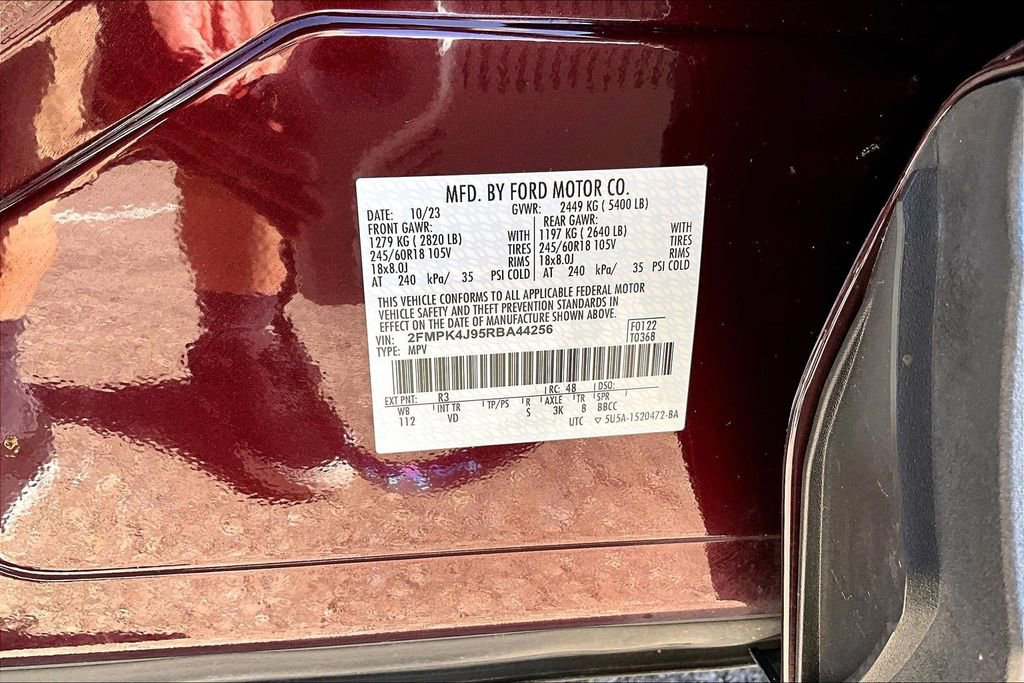 MFD. BY FORD MOTOR CO.
DATE: 10/23 GVWR: 2449 KG ( 5400 LB)
FRONT GAWR: REAR GAWR:
1279 KG ( 2820 LB) WITH 1197 KG ( 2640 LB) WITH
245/60R18 105V TIRES 245/60R18 105V TIRES
18x8.0J RIMS 18x8.0J RIMS
AT 240 kPa/ 35 PSI COLD AT 240 kPa/ 35 PSI COLD
THIS VEHICLE CONFORMS TO ALL APPLICABLE FEDERAL MOTOR
VEHICLE SAFETY AND THEFT PREVENTION STANDARDS IN
EFFECT ON THE DATE OF MANUFACTURE SHOWN ABOVE.
VIN: 2FMPK4J95RBA44256 F0122
TYPE: MPV T0368
EXT PNT: R3 RC: 48 DSO:
WB INT TR TP/PS R AXLE TR SPR
112 VD S 3K 8 BBCC
UTC ▽ 5U5A-1520472-BA